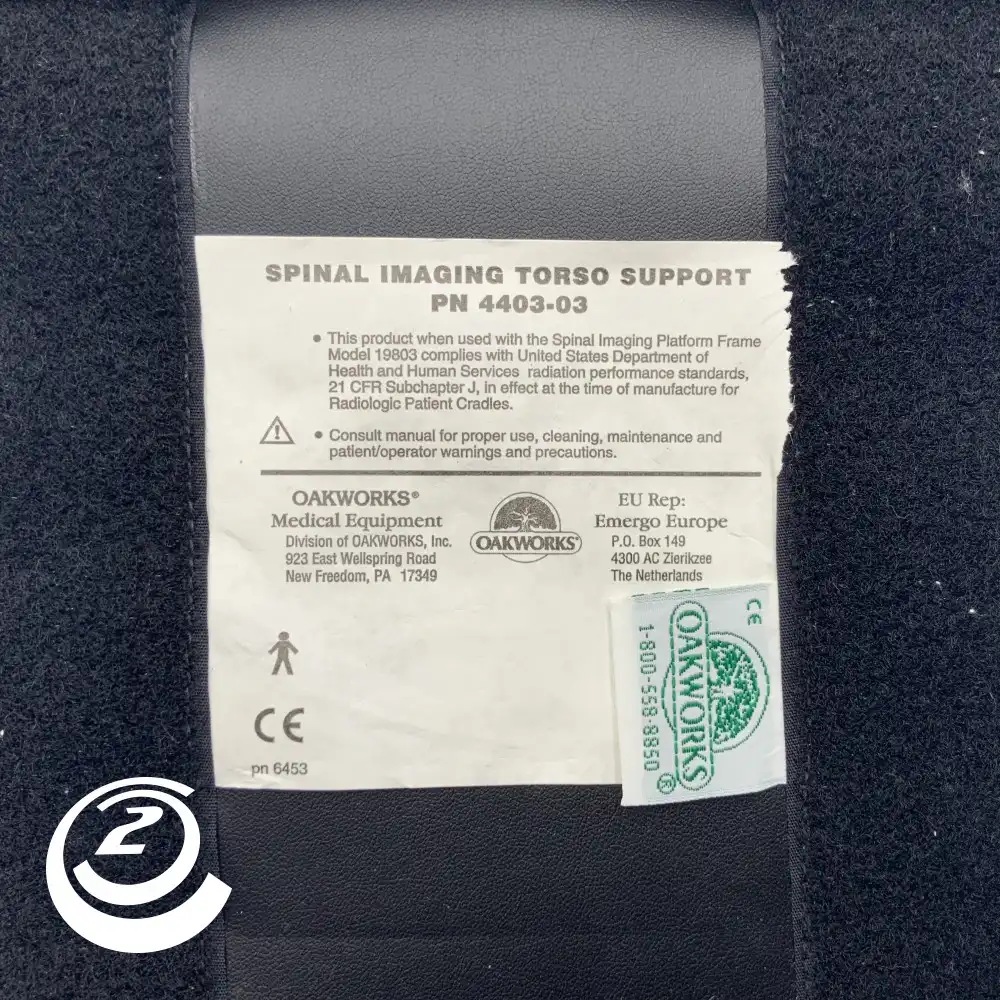 SPINAL IMAGING TORSO SUPPORT
PN 4403-03
• This product when used with the Spinal Imaging Platform Frame
Model 19803 complies with United States Department of
Health and Human Services radiation performance standards,
21 CFR Subchapter J, in effect at the time of manufacture for
Radiologic Patient Cradles.
• Consult manual for proper use, cleaning, maintenance and
patient/operator warnings and precautions.
OAKWORKS®
Medical Equipment
Division of OAKWORKS, Inc.
923 East Wellspring Road
New Freedom, PA 17349
OAKWORKS®
EU Rep:
Emergo Europe
P.O. Box 149
4300 AC Zierikzee
The Netherlands
CE
OAKWORKS®
1-800-558-8850
CE
pn 6453
2